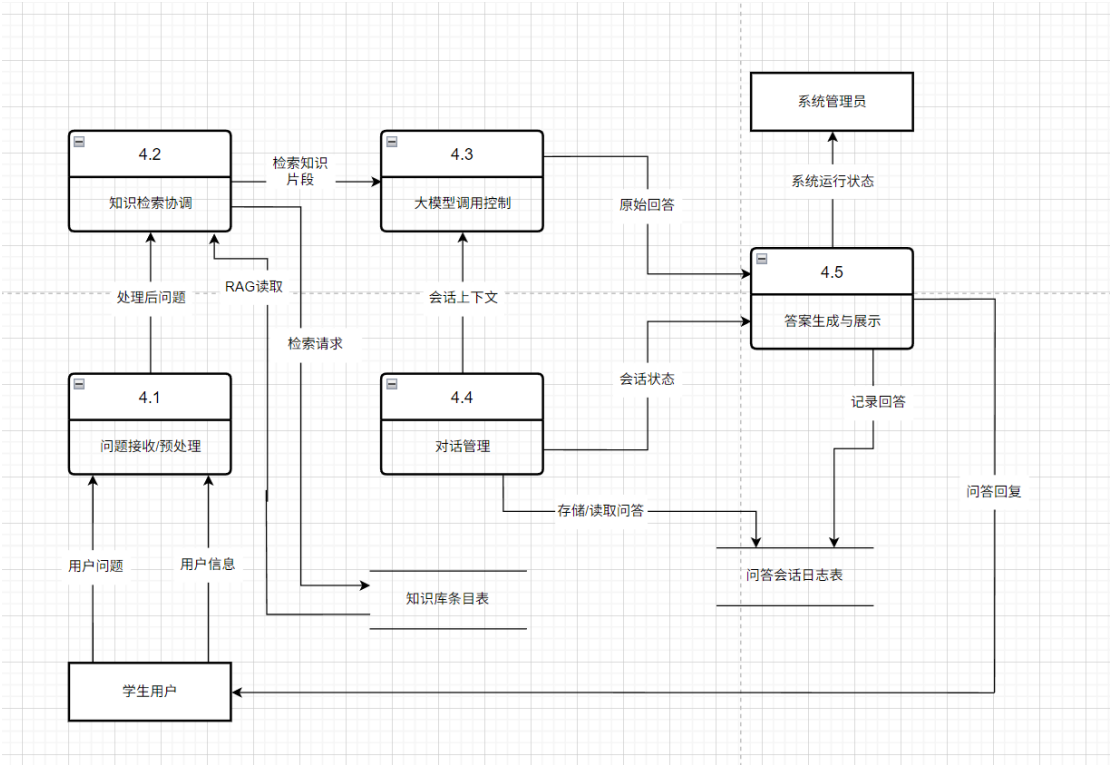 系统管理员
4.2
知识检索协调
检索知识
片段
4.3
大模型调用控制
系统运行状态
原始回答
4.5
答案生成与展示
处理后问题
RAG读取
会话上下文
检索请求
会话状态
4.1
问题接收/预处理
4.4
对话管理
记录回答
问答回复
存储/读取问答
用户问题
用户信息
知识库条目表
问答会话日志表
学生用户